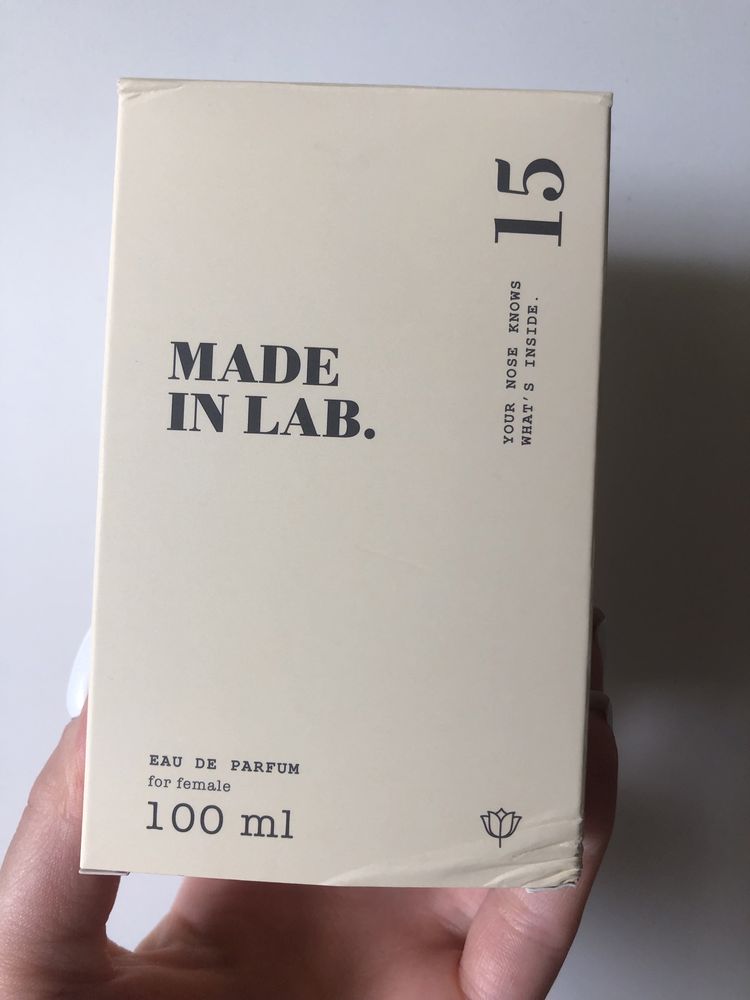 15
YOUR NOSE KNOWS
WHAT'S INSIDE.
MADE
IN LAB.
EAU DE PARFUM
for female
100 ml